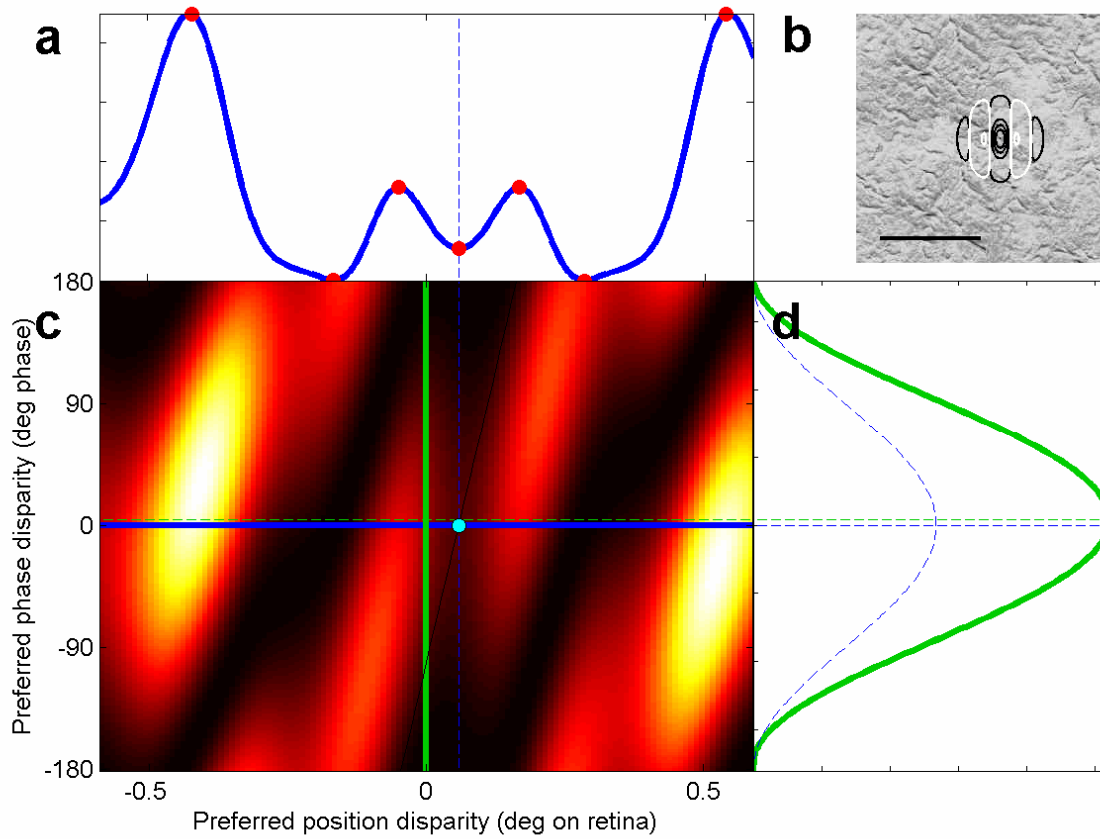 a
b
c
d
180
90
0
-90
-180
Preferred phase disparity (deg phase)
-0.5
0
0.5
Preferred position disparity (deg on retina)